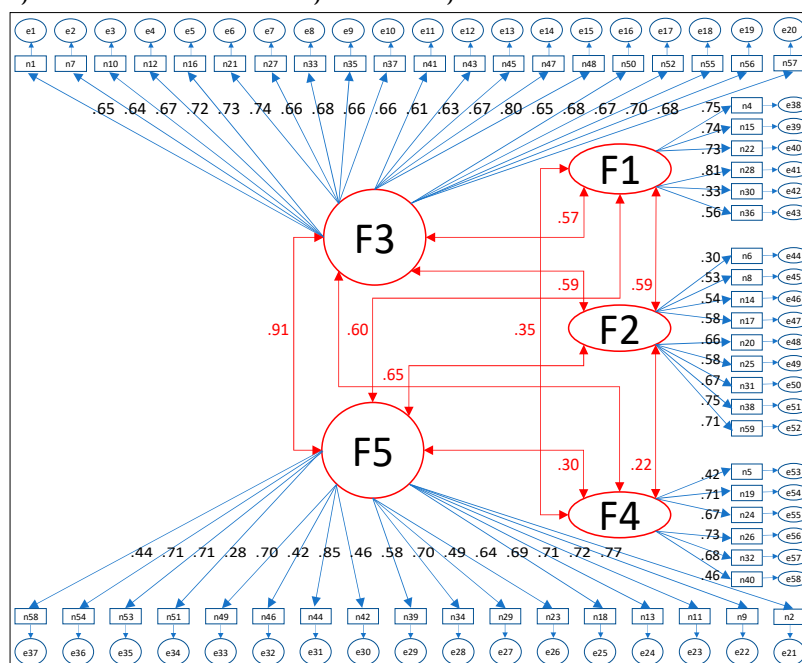 e1 e2 e3 e4 e5 e6 e7 e8 e9 e10 e11 e12 e13 e14 e15 e16 e17 e18 e19 e20
n1 n7 n10 n12 n16 n21 n27 n33 n35 n37 n41 n43 n45 n47 n48 n50 n52 n55 n56 n57
.65 .64 .67 .72 .73 .74 .66 .68 .66 .66 .61 .63 .67 .80 .65 .68 .67 .67 .70 .68
.75 n4 e38
.74 n15 e39
.73 n22 e40
.81 n28 e41
.33 n30 e42
.56 n36 e43
F1
F3
.57
.30 n6 e44
.53 n8 e45
.54 n14 e46
.58 n17 e47
.66 n20 e48
.58 n25 e49
.67 n31 e50
.75 n38 e51
.71 n59 e52
.59 .59
F2
.91 .60 .35
.65
F5
.30 .22
F4
.42 n5 e53
.71 n19 e54
.67 n24 e55
.73 n26 e56
.68 n32 e57
.46 n40 e58
.44 .71 .71 .28 .70 .42 .85 .46 .58 .70 .49 .64 .69 .71 .72 .77
n58 n54 n53 n51 n49 n46 n44 n42 n39 n34 n29 n23 n18 n13 n11 n9 n2
e37 e36 e35 e34 e33 e32 e31 e30 e29 e28 e27 e26 e25 e24 e23 e22 e21